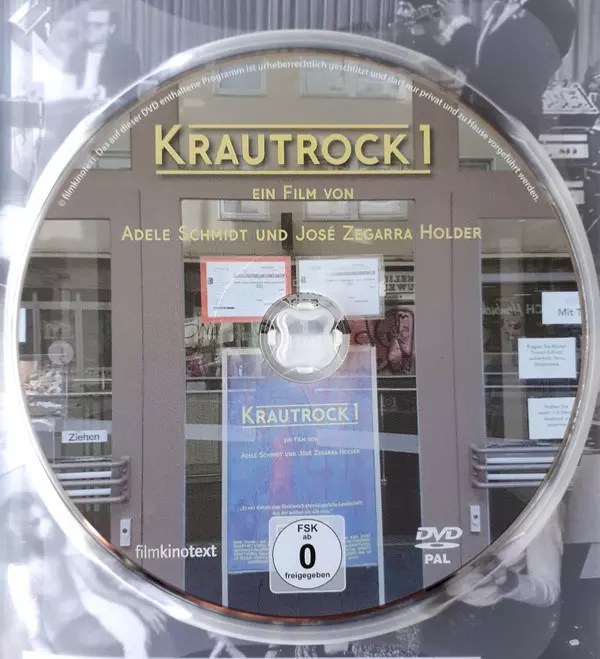 © filmkinotext. Das auf dieser DVD enthaltene Programm ist urheberrechtlich geschützt und darf nur privat und zu Hause vorgeführt werden.
KRAUTROCK 1
EIN FILM VON
ADELE SCHMIDT UND JOSÉ ZEGARRA HOLDER
Mit
Ziehen
KRAUTROCK 1
EIN FILM VON
ADELE SCHMIDT UND JOSÉ ZEGARRA HOLDER
filmkinotext
FSK
ab
0
freigegeben
DVD
PAL